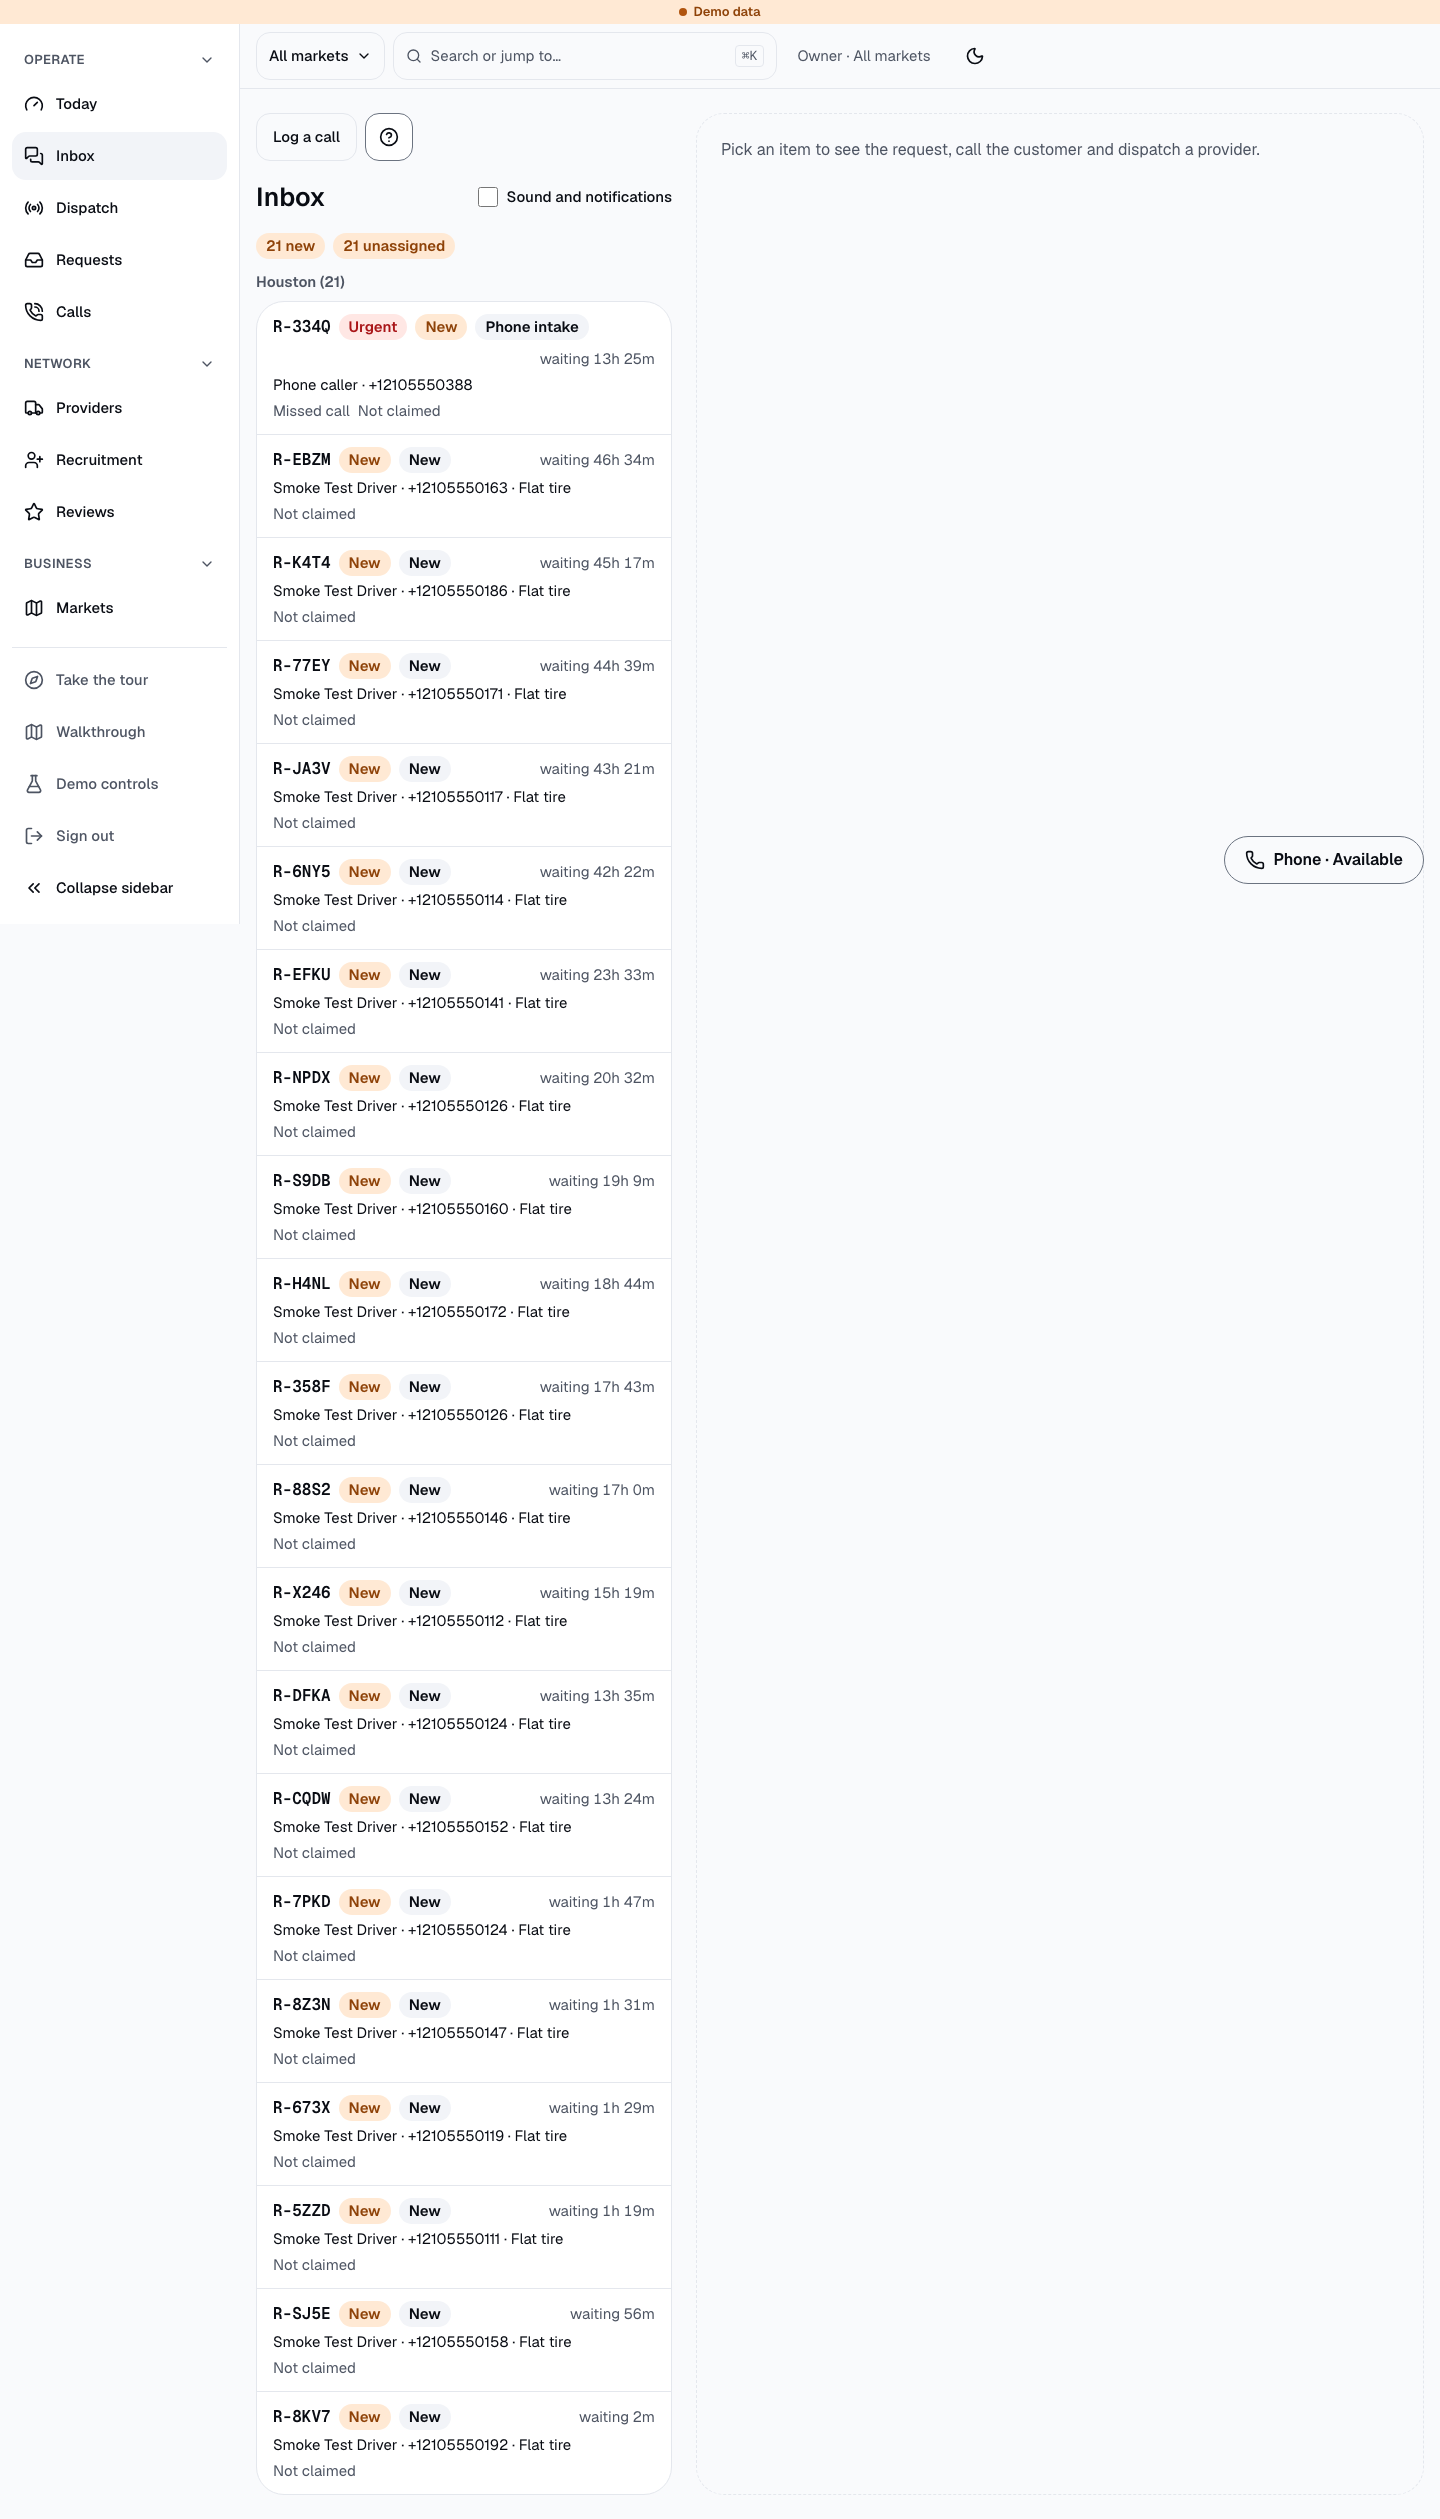 Demo data
OPERATE
Today
Inbox
Dispatch
Requests
Calls
NETWORK
Providers
Recruitment
Reviews
BUSINESS
Markets
Take the tour
Walkthrough
Demo controls
Sign out
Collapse sidebar
All markets
Search or jump to...
⌘K
Owner · All markets
Log a call
Inbox
Sound and notifications
21 new 21 unassigned
Houston (21)
R-334Q Urgent New Phone intake
waiting 13h 25m
Phone caller · +12105550388
Missed call Not claimed
R-EBZM New New waiting 46h 34m
Smoke Test Driver · +12105550163 · Flat tire
Not claimed
R-K4T4 New New waiting 45h 17m
Smoke Test Driver · +12105550186 · Flat tire
Not claimed
R-77EY New New waiting 44h 39m
Smoke Test Driver · +12105550171 · Flat tire
Not claimed
R-JA3V New New waiting 43h 21m
Smoke Test Driver · +12105550117 · Flat tire
Not claimed
R-6NY5 New New waiting 42h 22m
Smoke Test Driver · +12105550114 · Flat tire
Not claimed
R-EFKU New New waiting 23h 33m
Smoke Test Driver · +12105550141 · Flat tire
Not claimed
R-NPDX New New waiting 20h 32m
Smoke Test Driver · +12105550126 · Flat tire
Not claimed
R-S9DB New New waiting 19h 9m
Smoke Test Driver · +12105550160 · Flat tire
Not claimed
R-H4NL New New waiting 18h 44m
Smoke Test Driver · +12105550172 · Flat tire
Not claimed
R-358F New New waiting 17h 43m
Smoke Test Driver · +12105550126 · Flat tire
Not claimed
R-88S2 New New waiting 17h 0m
Smoke Test Driver · +12105550146 · Flat tire
Not claimed
R-X246 New New waiting 15h 19m
Smoke Test Driver · +12105550112 · Flat tire
Not claimed
R-DFKA New New waiting 13h 35m
Smoke Test Driver · +12105550124 · Flat tire
Not claimed
R-CQDW New New waiting 13h 24m
Smoke Test Driver · +12105550152 · Flat tire
Not claimed
R-7PKD New New waiting 1h 47m
Smoke Test Driver · +12105550124 · Flat tire
Not claimed
R-8Z3N New New waiting 1h 31m
Smoke Test Driver · +12105550147 · Flat tire
Not claimed
R-673X New New waiting 1h 29m
Smoke Test Driver · +12105550119 · Flat tire
Not claimed
R-5ZZD New New waiting 1h 19m
Smoke Test Driver · +12105550111 · Flat tire
Not claimed
R-SJ5E New New waiting 56m
Smoke Test Driver · +12105550158 · Flat tire
Not claimed
R-8KV7 New New waiting 2m
Smoke Test Driver · +12105550192 · Flat tire
Not claimed
Pick an item to see the request, call the customer and dispatch a provider.
Phone · Available